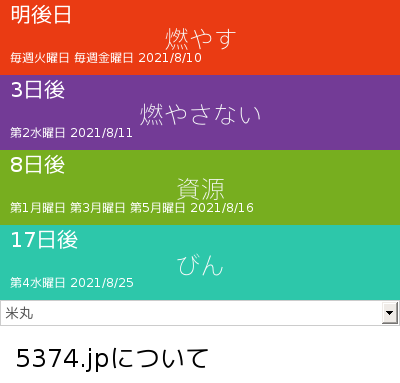 明後日
燃やす
毎週火曜日 毎週金曜日 2021/8/10
3日後
燃やさない
第2水曜日 2021/8/11
8日後
資源
第1月曜日 第3月曜日 第5月曜日 2021/8/16
17日後
びん
第4水曜日 2021/8/25
米丸
5374.jpについて